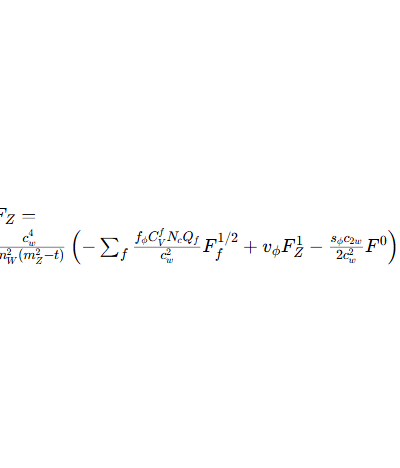 F_Z =
\frac{c_w^4}{m_W^2(m_Z^2-t)} \left( -\sum_f \frac{f_\phi C_V^f N_c Q_f}{c_w^2} F_f^{1/2} + v_\phi F_Z^1 - \frac{s_\phi c_{2w}}{2c_w^2} F^0 \right)